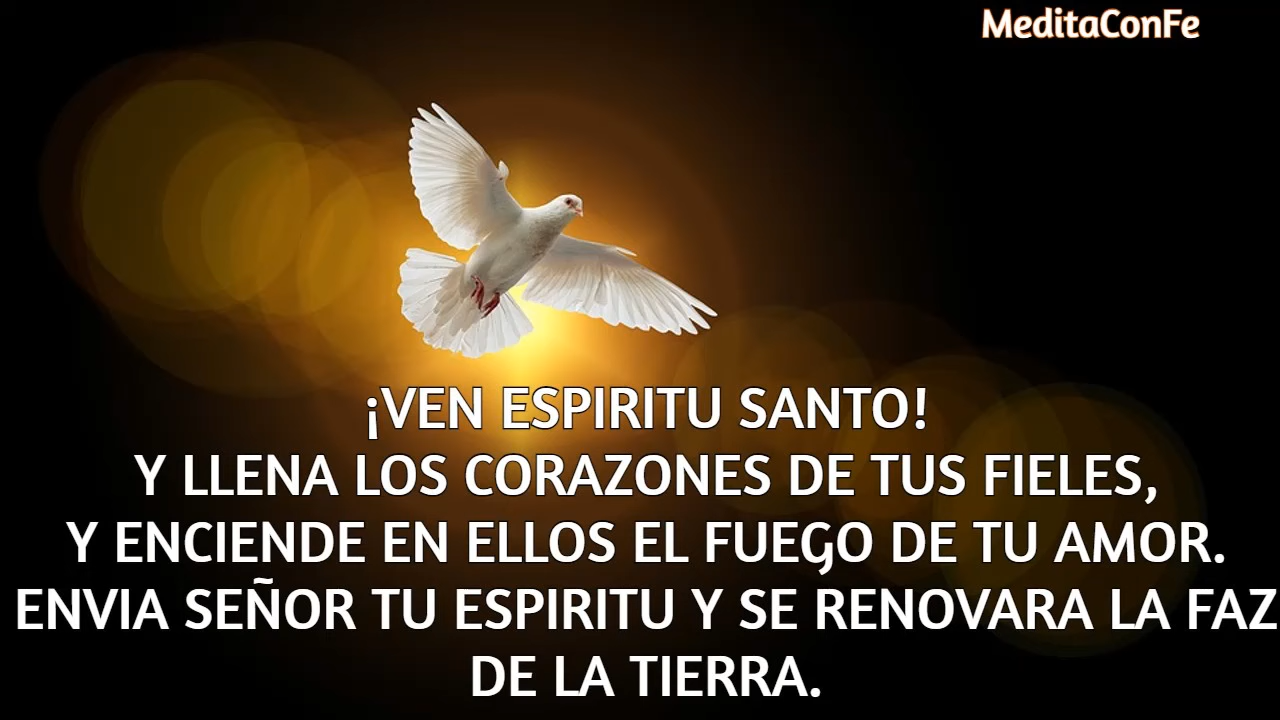 MeditaConFe
¡VEN ESPIRITU SANTO!
Y LLENA LOS CORAZONES DE TUS FIELES,
Y ENCIENDE EN ELLOS EL FUEGO DE TU AMOR.
ENVIA SEÑOR TU ESPIRITU Y SE RENOVARA LA FAZ
DE LA TIERRA.